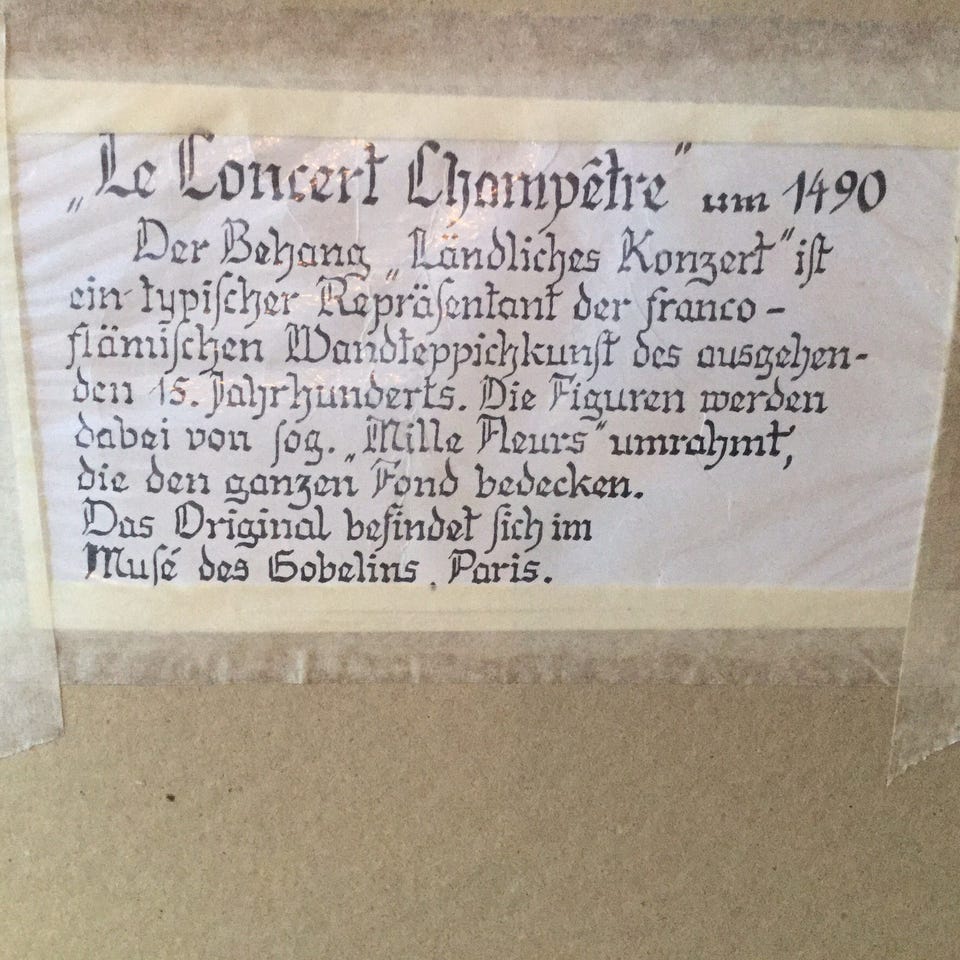 „Le Concert Champêtre" um 1490
Der Behang „Ländliches Konzert" ist
ein typischer Repräsentant der franco-
flämischen Wandteppichkunst des ausgehen-
den 15. Jahrhunderts. Die Figuren werden
dabei von sog. „Mille Fleurs" umrahmt,
die den ganzen Fond bedecken.
Das Original befindet sich im
Musé des Gobelins, Paris.